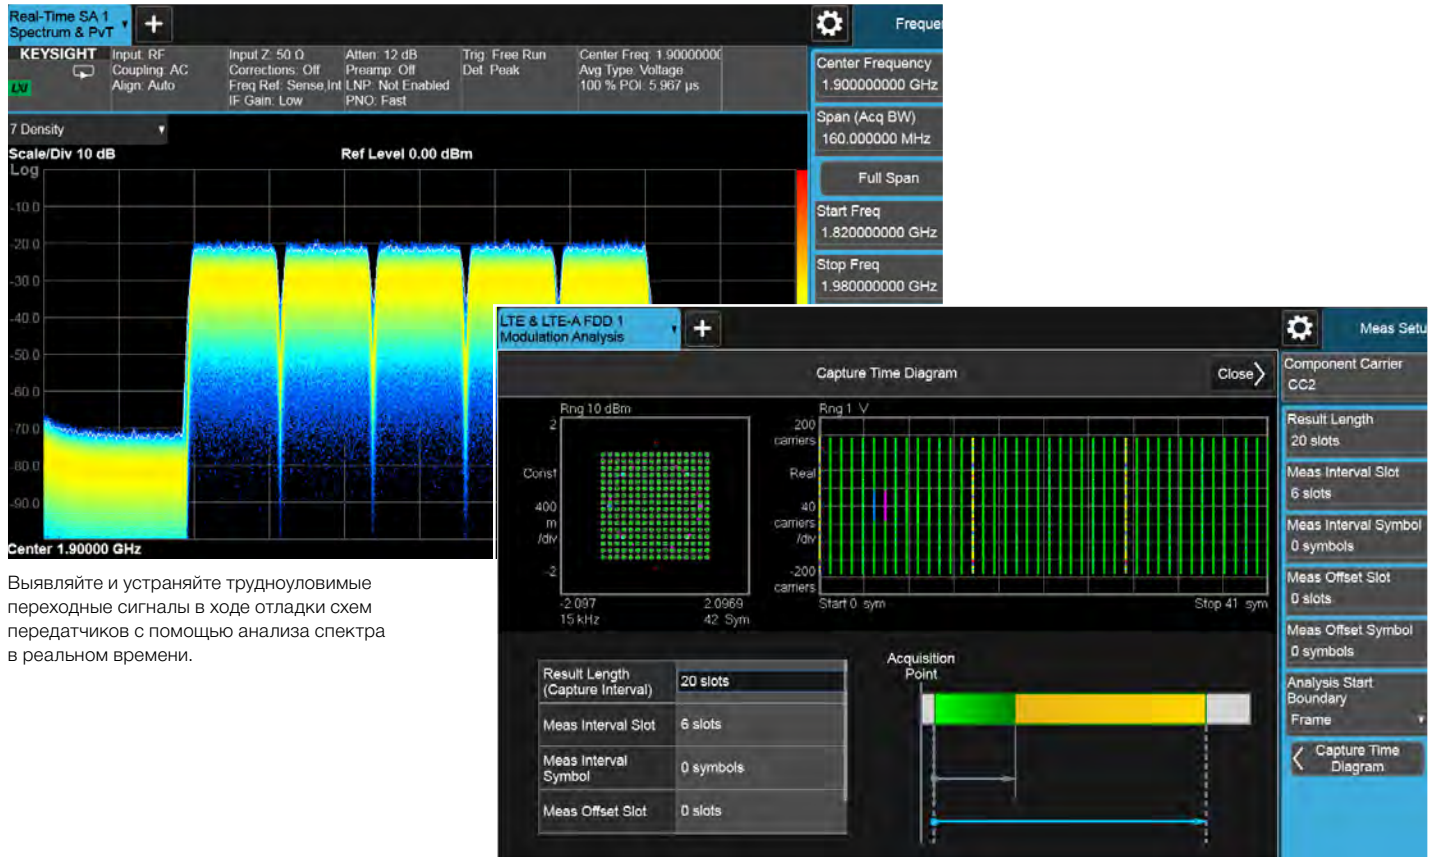 Real-Time SA 1
Spectrum & PvT
+
Freque
KEYSIGHT
LXI
Input: RF
Coupling: AC
Align: Auto
Input Z: 50 Ω
Corrections: Off
Freq Ref: Sense,Int
IF Gain: Low
Atten: 12 dB
Preamp: Off
LNP: Not Enabled
PNO: Fast
Trig: Free Run
Det: Peak
Center Freq: 1.90000000
Avg Type: Voltage
100 % POI: 5.967 µs
Center Frequency
1.900000000 GHz
Span (Acq BW)
160.000000 MHz
Full Span
Start Freq
1.820000000 GHz
Stop Freq
1.980000000 GHz
7 Density
Scale/Div 10 dB
Ref Level 0.00 dBm
Log
-10.0
-20.0
-30.0
-40.0
-50.0
-60.0
-70.0
-80.0
-90.0
Center 1.90000 GHz
Выявляйте и устраняйте трудноуловимые
переходные сигналы в ходе отладки схем
передатчиков с помощью анализа спектра
в реальном времени.
LTE & LTE-A FDD 1
Modulation Analysis
+
Meas Setu
Capture Time Diagram
Close
Rng 10 dBm
2
Const
400
m
/div
-2
-2.097
2.0969
15 kHz
42 Sym
Rng 1 V
200
carriers
Real
40
carriers
/div
-200
carriers
Start 0 sym
Stop 41 sym
Result Length
(Capture Interval)
20 slots
Meas Interval Slot
6 slots
Meas Interval
Symbol
0 symbols
Meas Offset Slot
0 slots
Acquisition
Point
Component Carrier
CC2
Result Length
20 slots
Meas Interval Slot
6 slots
Meas Interval Symbol
0 symbols
Meas Offset Slot
0 slots
Meas Offset Symbol
0 symbols
Analysis Start
Boundary
Frame
Capture Time
Diagram